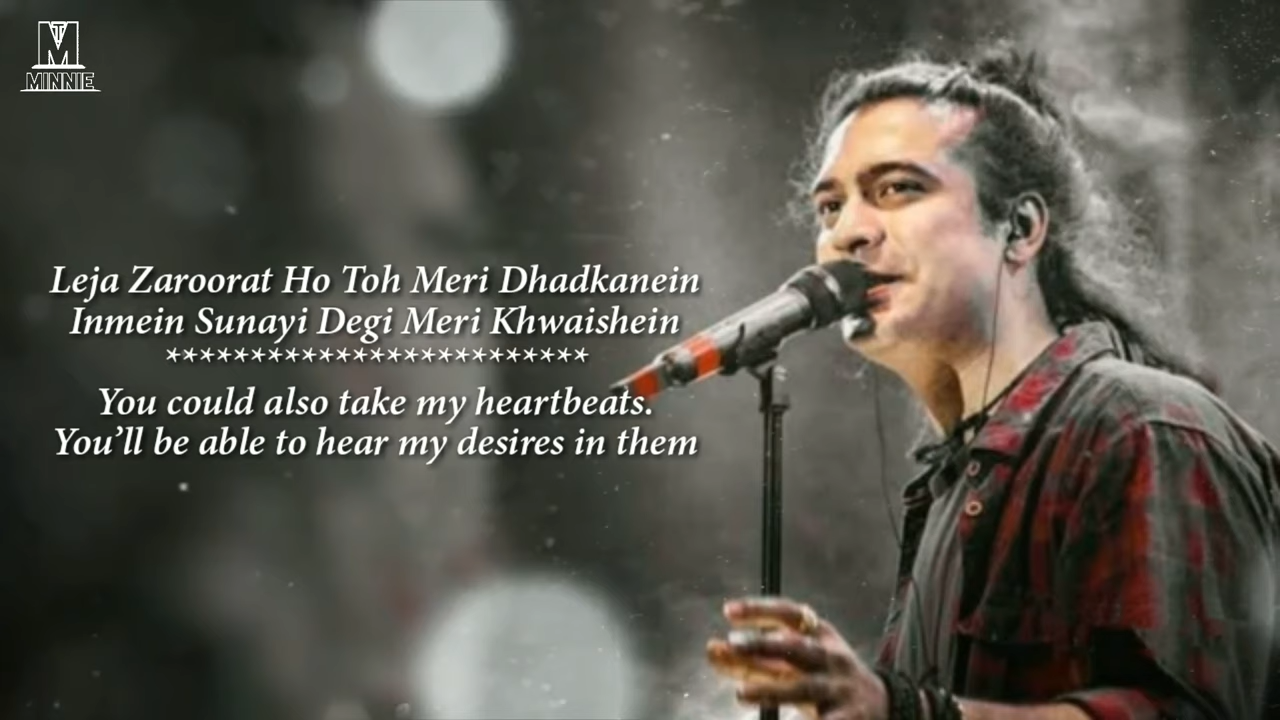 MINNIE
Leja Zaroorat Ho Toh Meri Dhadkanein
Inmein Sunayi Degi Meri Khwaishein
*************************
You could also take my heartbeats.
You’ll be able to hear my desires in them